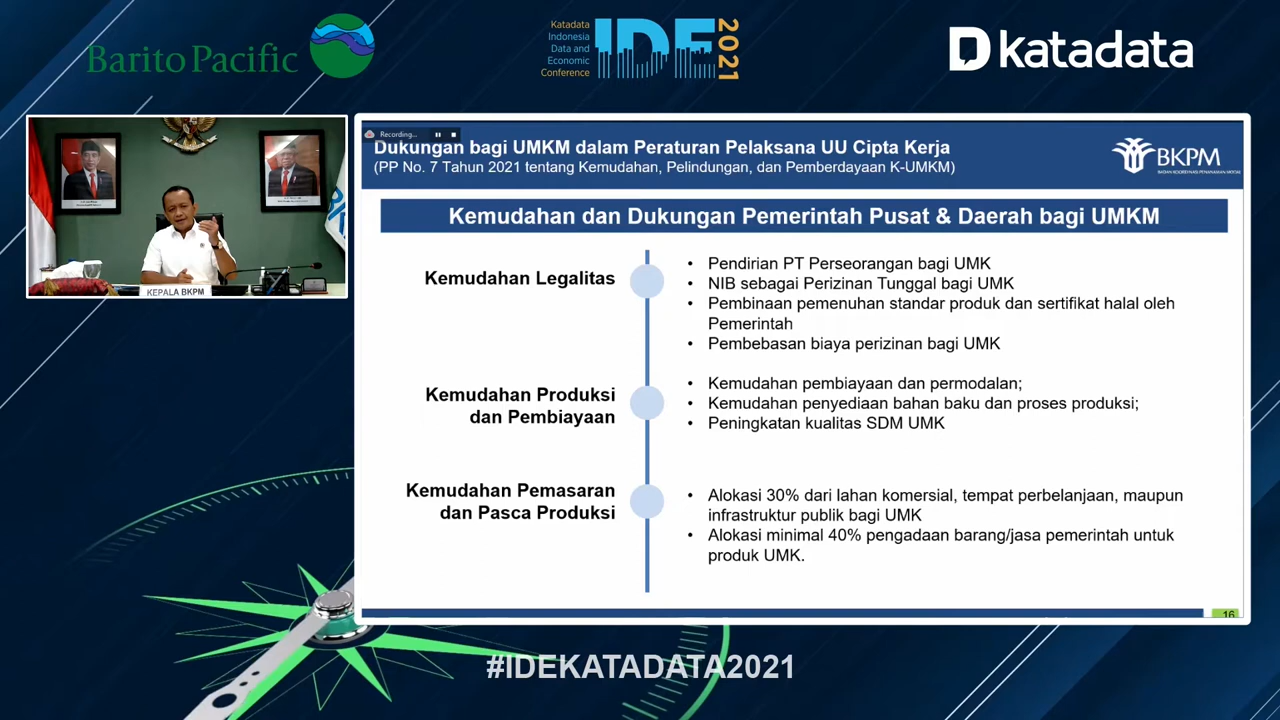 Barito Pacific
Katadata
Indonesia
Data and
Economic
Conference
IDE
2021
katadata
Recording...
Dukungan bagi UMKM dalam Peraturan Pelaksana UU Cipta Kerja
(PP No. 7 Tahun 2021 tentang Kemudahan, Pelindungan, dan Pemberdayaan K-UMKM)
BKPM
BADAN KOORDINASI PENANAMAN MODAL
Kemudahan dan Dukungan Pemerintah Pusat & Daerah bagi UMKM
Kemudahan Legalitas
• Pendirian PT Perseorangan bagi UMK
• NIB sebagai Perizinan Tunggal bagi UMK
• Pembinaan pemenuhan standar produk dan sertifikat halal oleh
Pemerintah
• Pembebasan biaya perizinan bagi UMK
Kemudahan Produksi
dan Pembiayaan
• Kemudahan pembiayaan dan permodalan;
• Kemudahan penyediaan bahan baku dan proses produksi;
• Peningkatan kualitas SDM UMK
Kemudahan Pemasaran
dan Pasca Produksi
• Alokasi 30% dari lahan komersial, tempat perbelanjaan, maupun
infrastruktur publik bagi UMK
• Alokasi minimal 40% pengadaan barang/jasa pemerintah untuk
produk UMK.
16
KEPALA BKPM
#IDEKATADATA2021